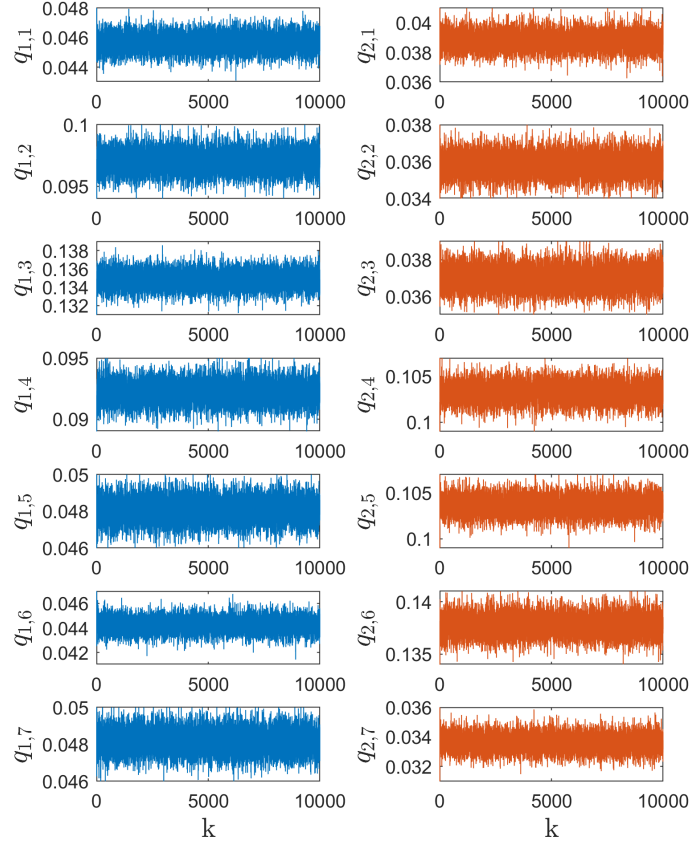 0.048
0.046
0.044
q1,1
0 5000 10000
0.04
0.038
0.036
q2,1
0 5000 10000
0.1
0.095
q1,2
0 5000 10000
0.038
0.036
0.034
q2,2
0 5000 10000
0.138
0.136
0.134
0.132
q1,3
0 5000 10000
0.038
0.036
q2,3
0 5000 10000
0.095
0.09
q1,4
0 5000 10000
0.105
0.1
q2,4
0 5000 10000
0.05
0.048
0.046
q1,5
0 5000 10000
0.105
0.1
q2,5
0 5000 10000
0.046
0.044
0.042
q1,6
0 5000 10000
0.14
0.135
q2,6
0 5000 10000
0.05
0.048
0.046
q1,7
0 5000 10000
k
0.036
0.034
0.032
q2,7
0 5000 10000
k